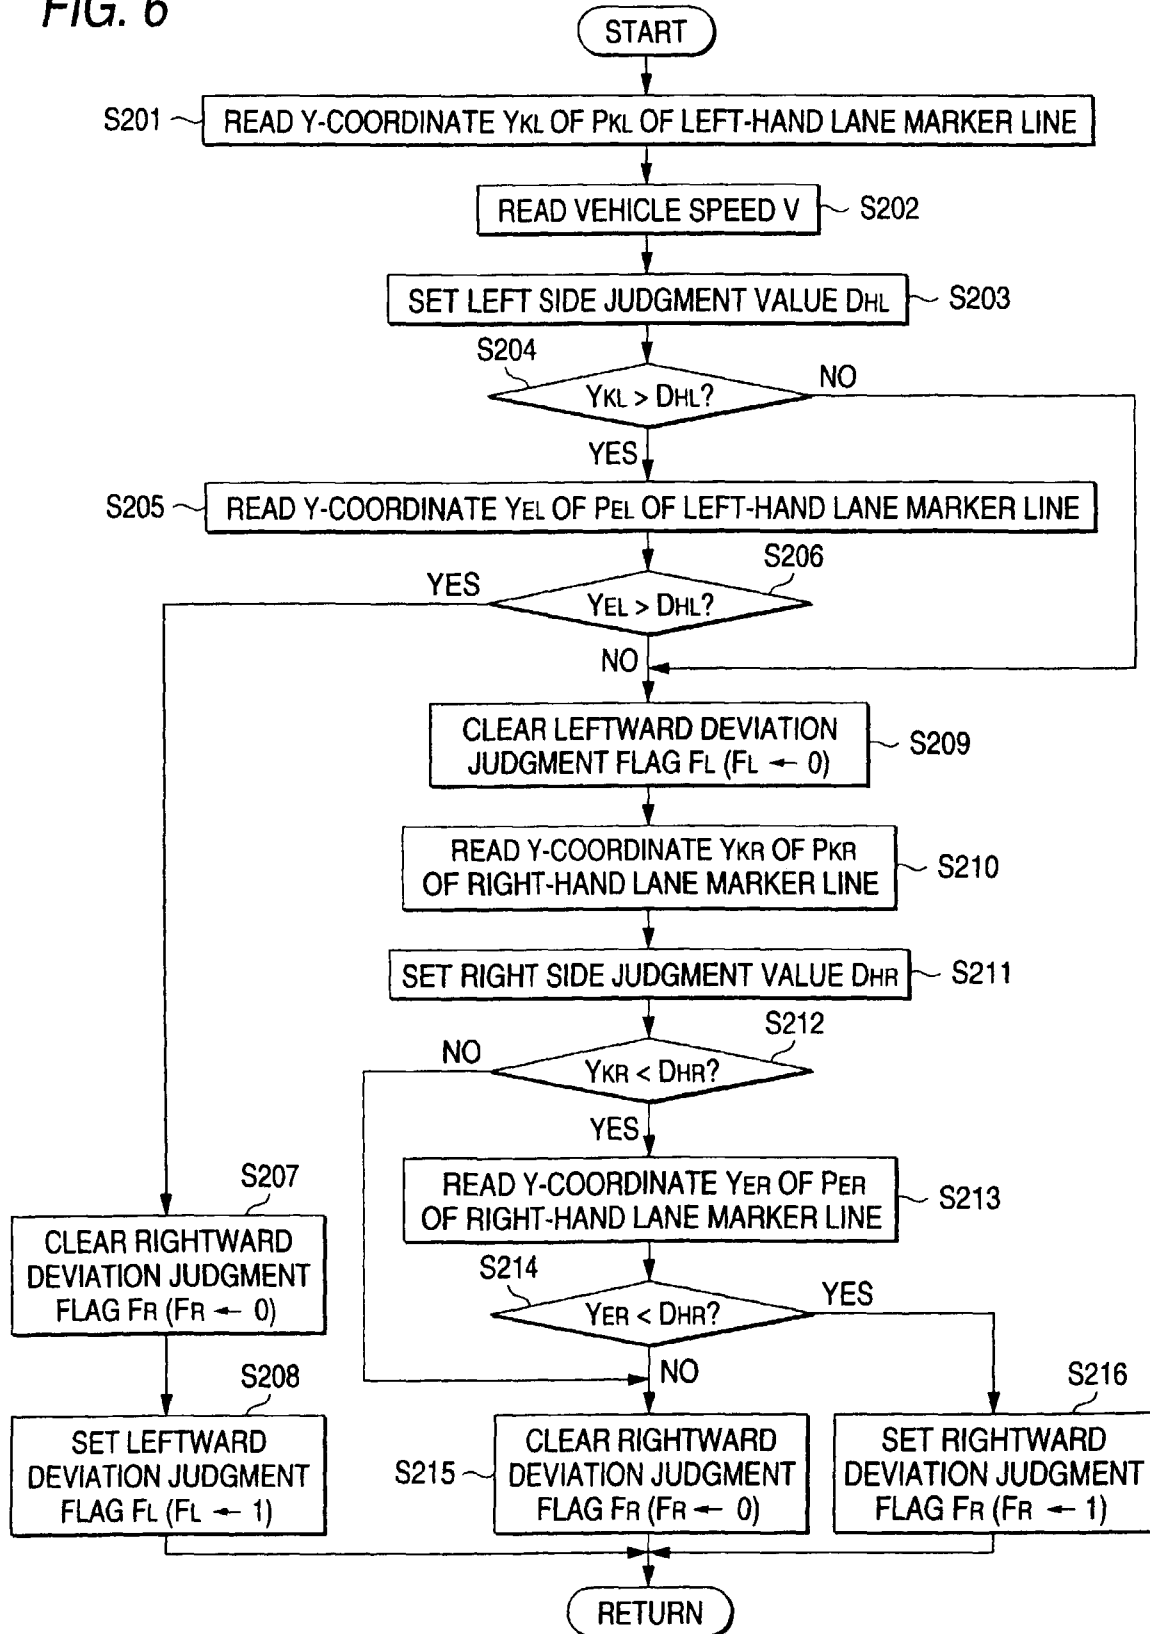 FIG. 6
START
S201
READ Y-COORDINATE YKL OF PKL OF LEFT-HAND LANE MARKER LINE
READ VEHICLE SPEED V
S202
SET LEFT SIDE JUDGMENT VALUE DHL
S203
S204
YKL > DHL?
NO
YES
S205
READ Y-COORDINATE YEL OF PEL OF LEFT-HAND LANE MARKER LINE
S206
YES
YEL > DHL?
NO
CLEAR LEFTWARD DEVIATION
JUDGMENT FLAG FL (FL ← 0)
S209
READ Y-COORDINATE YKR OF PKR
OF RIGHT-HAND LANE MARKER LINE
S210
SET RIGHT SIDE JUDGMENT VALUE DHR
S211
S212
NO
YKR < DHR?
YES
READ Y-COORDINATE YER OF PER
OF RIGHT-HAND LANE MARKER LINE
S213
S207
CLEAR RIGHTWARD
DEVIATION JUDGMENT
FLAG FR (FR ← 0)
S214
YER < DHR?
YES
NO
S208
SET LEFTWARD
DEVIATION JUDGMENT
FLAG FL (FL ← 1)
S215
CLEAR RIGHTWARD
DEVIATION JUDGMENT
FLAG FR (FR ← 0)
S216
SET RIGHTWARD
DEVIATION JUDGMENT
FLAG FR (FR ← 1)
RETURN